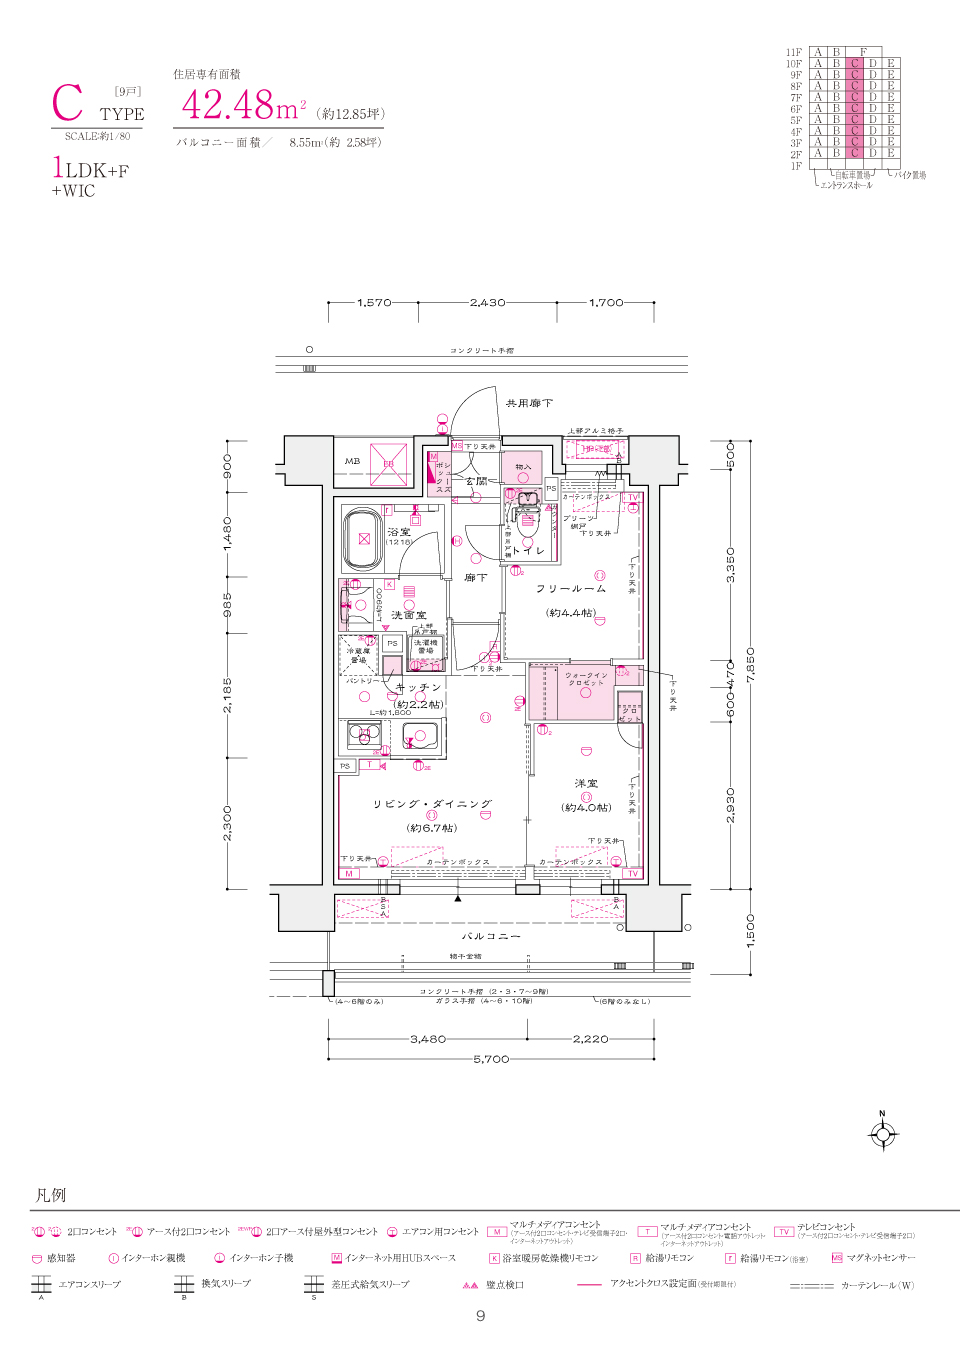 C TYPE
[9戸]
SCALE:約1/80
1LDK+F
+WIC
住居専有面積
42.48m² (約12.85坪)
バルコニー面積／ 8.55㎡(約 2.58坪)
11F A B F
10F A B C D E
9F A B C D E
8F A B C D E
7F A B C D E
6F A B C D E
5F A B C D E
4F A B C D E
3F A B C D E
2F A B C D E
1F
自転車置場 バイク置場
エントランスホール
1,570 2,430 1,700
コンクリート手摺
共用廊下
上部アルミ格子
MB
EB
MS 下り天井
M
玄関
物入
PS
カーテンボックス
TV
プリーツ網戸
下り天井
900
1,480
985
2,185
2,300
500
3,350
470
600
2,930
7,850
1,500
浴室
(1216)
トイレ
上部吊戸棚
廊下
フリールーム
(約4.4帖)
下り天井
洗面室
L=約900
上部吊戸棚
PS
洗濯機置場
冷蔵庫置場
パントリー
下り天井
キッチン
(約2.2帖)
L=約1,800
ウォークインクロゼット
クロゼット
下り天井
PS
T
リビング・ダイニング
(約6.7帖)
洋室
(約4.0帖)
下り天井
下り天井
カーテンボックス
カーテンボックス
下り天井
M
TV
BSA
BA
バルコニー
物干金物
コンクリート手摺 (2・3・7〜9階)
ガラス手摺 (4〜6・10階)
(4〜6階のみ)
(6階のみなし)
3,480 2,220
5,700
N
凡例
2口コンセント
アース付2口コンセント
2口アース付屋外型コンセント
エアコン用コンセント
M マルチメディアコンセント
(アース付2口コンセント・テレビ受信端子2口・
インターネットアウトレット)
T マルチメディアコンセント
(アース付2口コンセント・電話アウトレット・
インターネットアウトレット)
TV テレビコンセント
(アース付2口コンセント・テレビ受信端子2口)
感知器
インターホン親機
インターホン子機
M インターネット用HUBスペース
K 浴室暖房乾燥機リモコン
R 給湯リモコン
f 給湯リモコン(浴室)
MS マグネットセンサー
A エアコンスリーブ
B 換気スリーブ
S 差圧式給気スリーブ
壁点検口
アクセントクロス設定面(受付期限付)
カーテンレール(W)
9